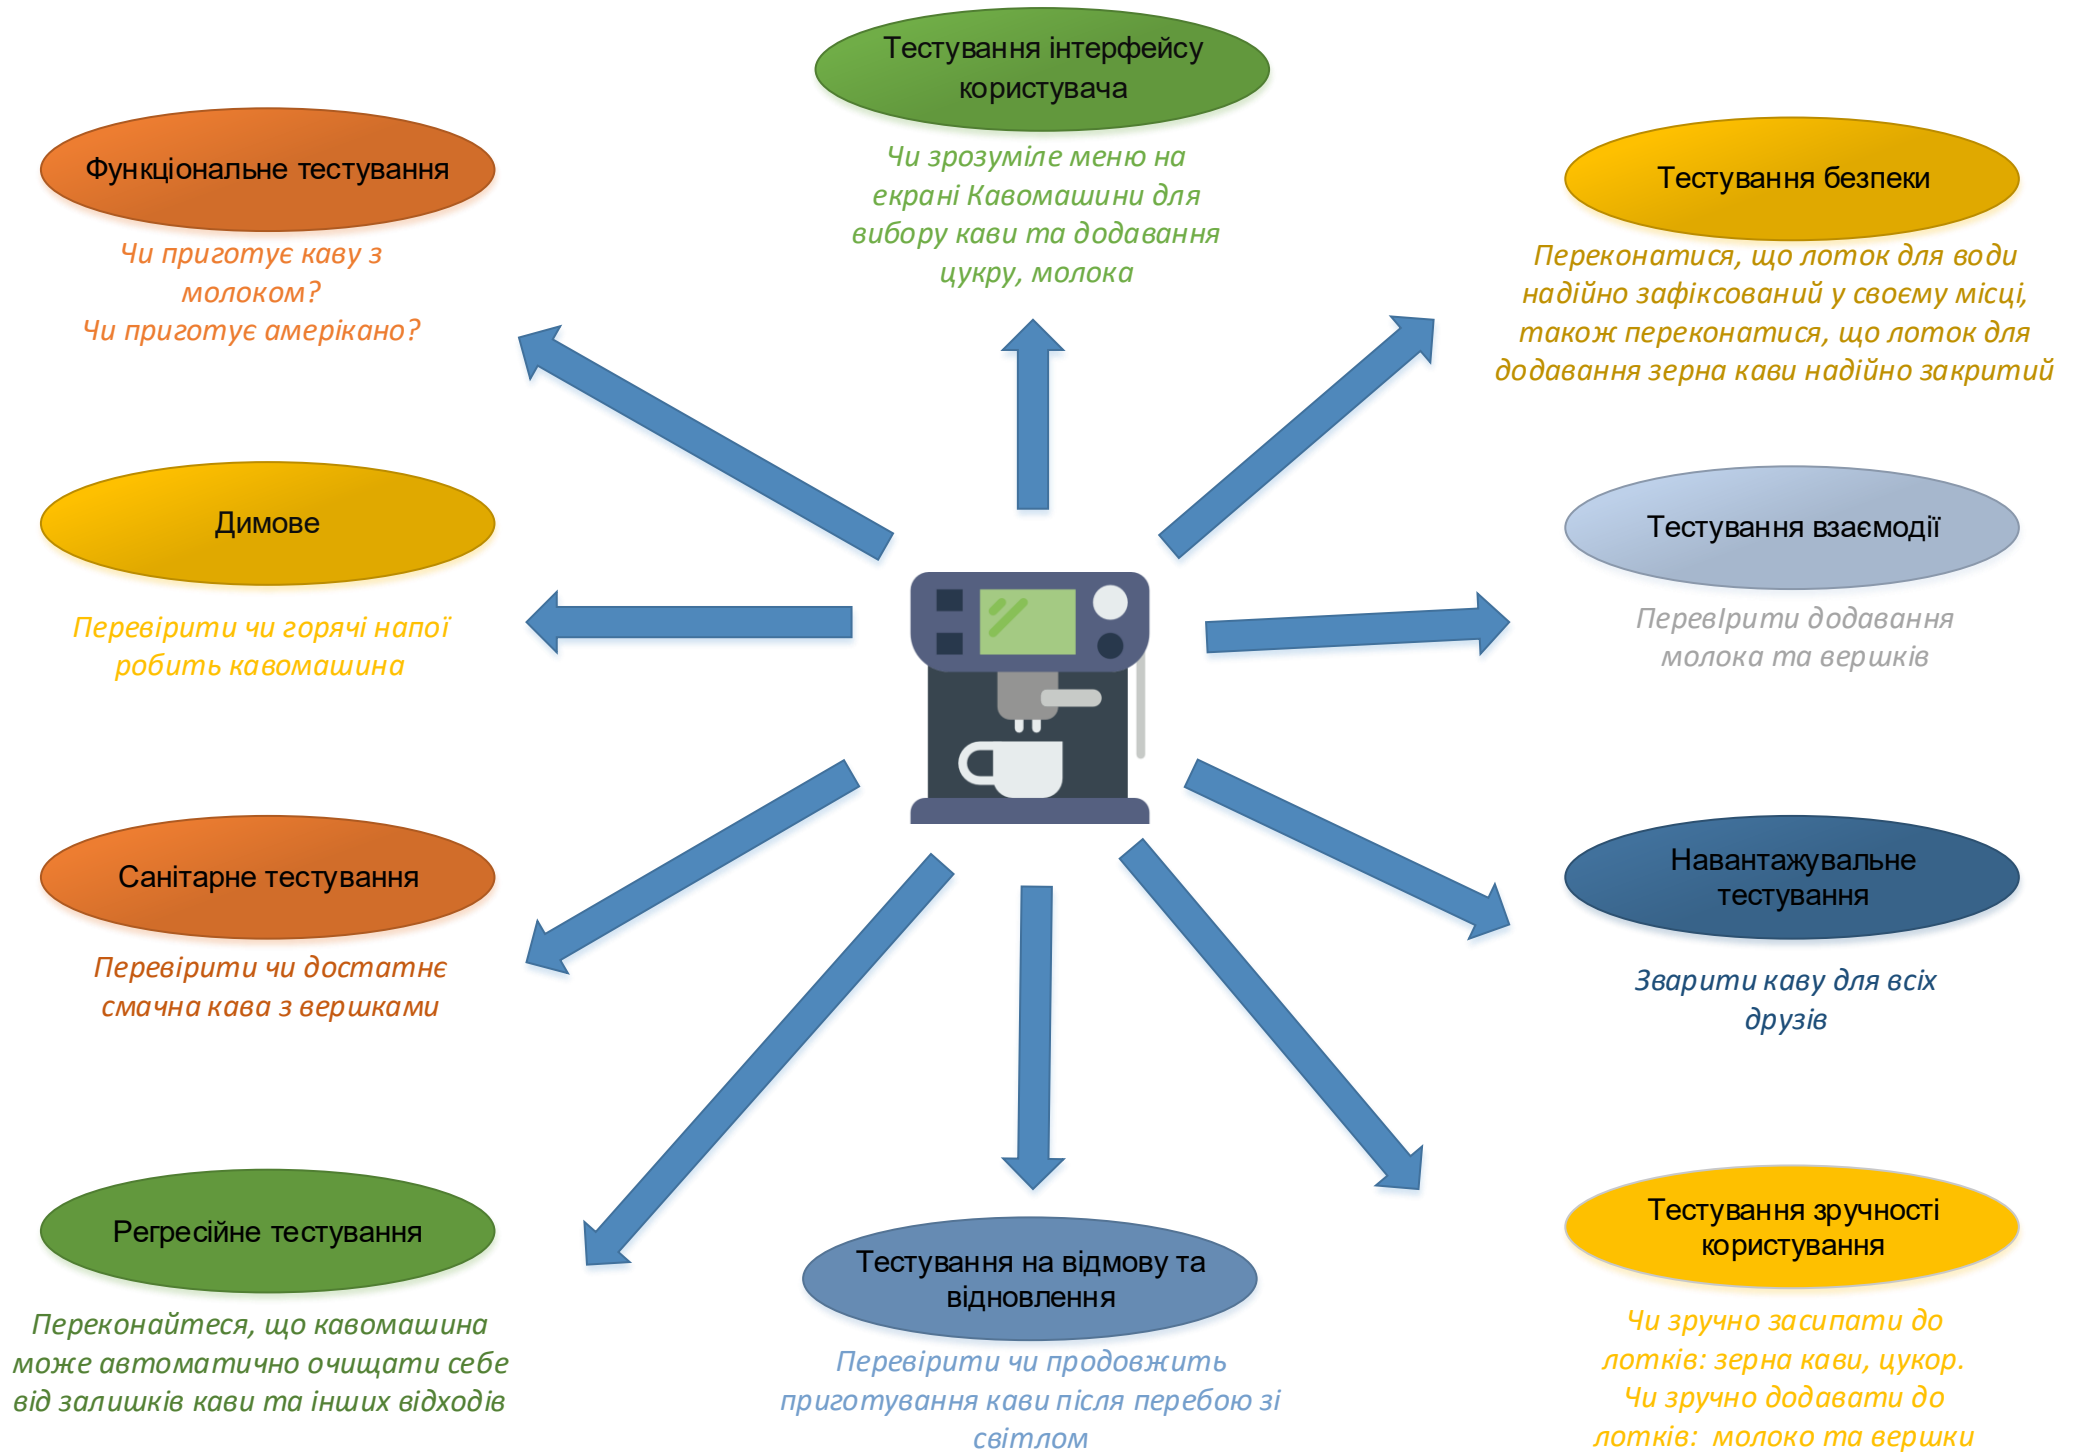 Тестування інтерфейсу
користувача
Чи зрозуміле меню на
екрані Кавомашини для
вибору кави та додавання
цукру, молока
Функціональне тестування
Чи приготує каву з
молоком?
Чи приготує амерікано?
Тестування безпеки
Переконатися, що лоток для води
надійно зафіксований у своєму місці,
також переконатися, що лоток для
додавання зерна кави надійно закритий
Димове
Перевірити чи горячі напої
робить кавомашина
Тестування взаємодії
ПеревІрити додавання
молока та вершків
Санітарне тестування
Перевірити чи достатнє
смачна кава з вершками
Навантажувальне
тестування
Зварити каву для всіх
друзів
Регресійне тестування
Переконайтеся, що кавомашина
може автоматично очищати себе
від залишків кави та інших відходів
Тестування на відмову та
відновлення
Перевірити чи продовжить
приготування кави після перебою зі
світлом
Тестування зручності
користування
Чи зручно засипати до
лотків: зерна кави, цукор.
Чи зручно додавати до
лотків:  молоко та вершки